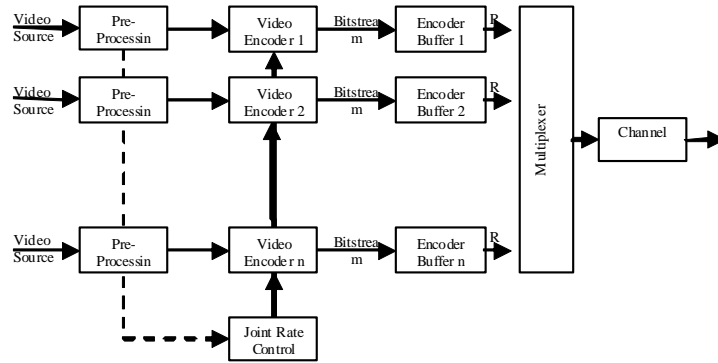 Video
Source
Pre-
Processin
Video
Encoder 1
Bitstrea
m
Encoder
Buffer 1
R
Video
Source
Pre-
Processin
Video
Encoder 2
Bitstrea
m
Encoder
Buffer 2
R
Multiplexer
Channel
Video
Source
Pre-
Processin
Video
Encoder n
Bitstrea
m
Encoder
Buffer n
R
Joint Rate
Control